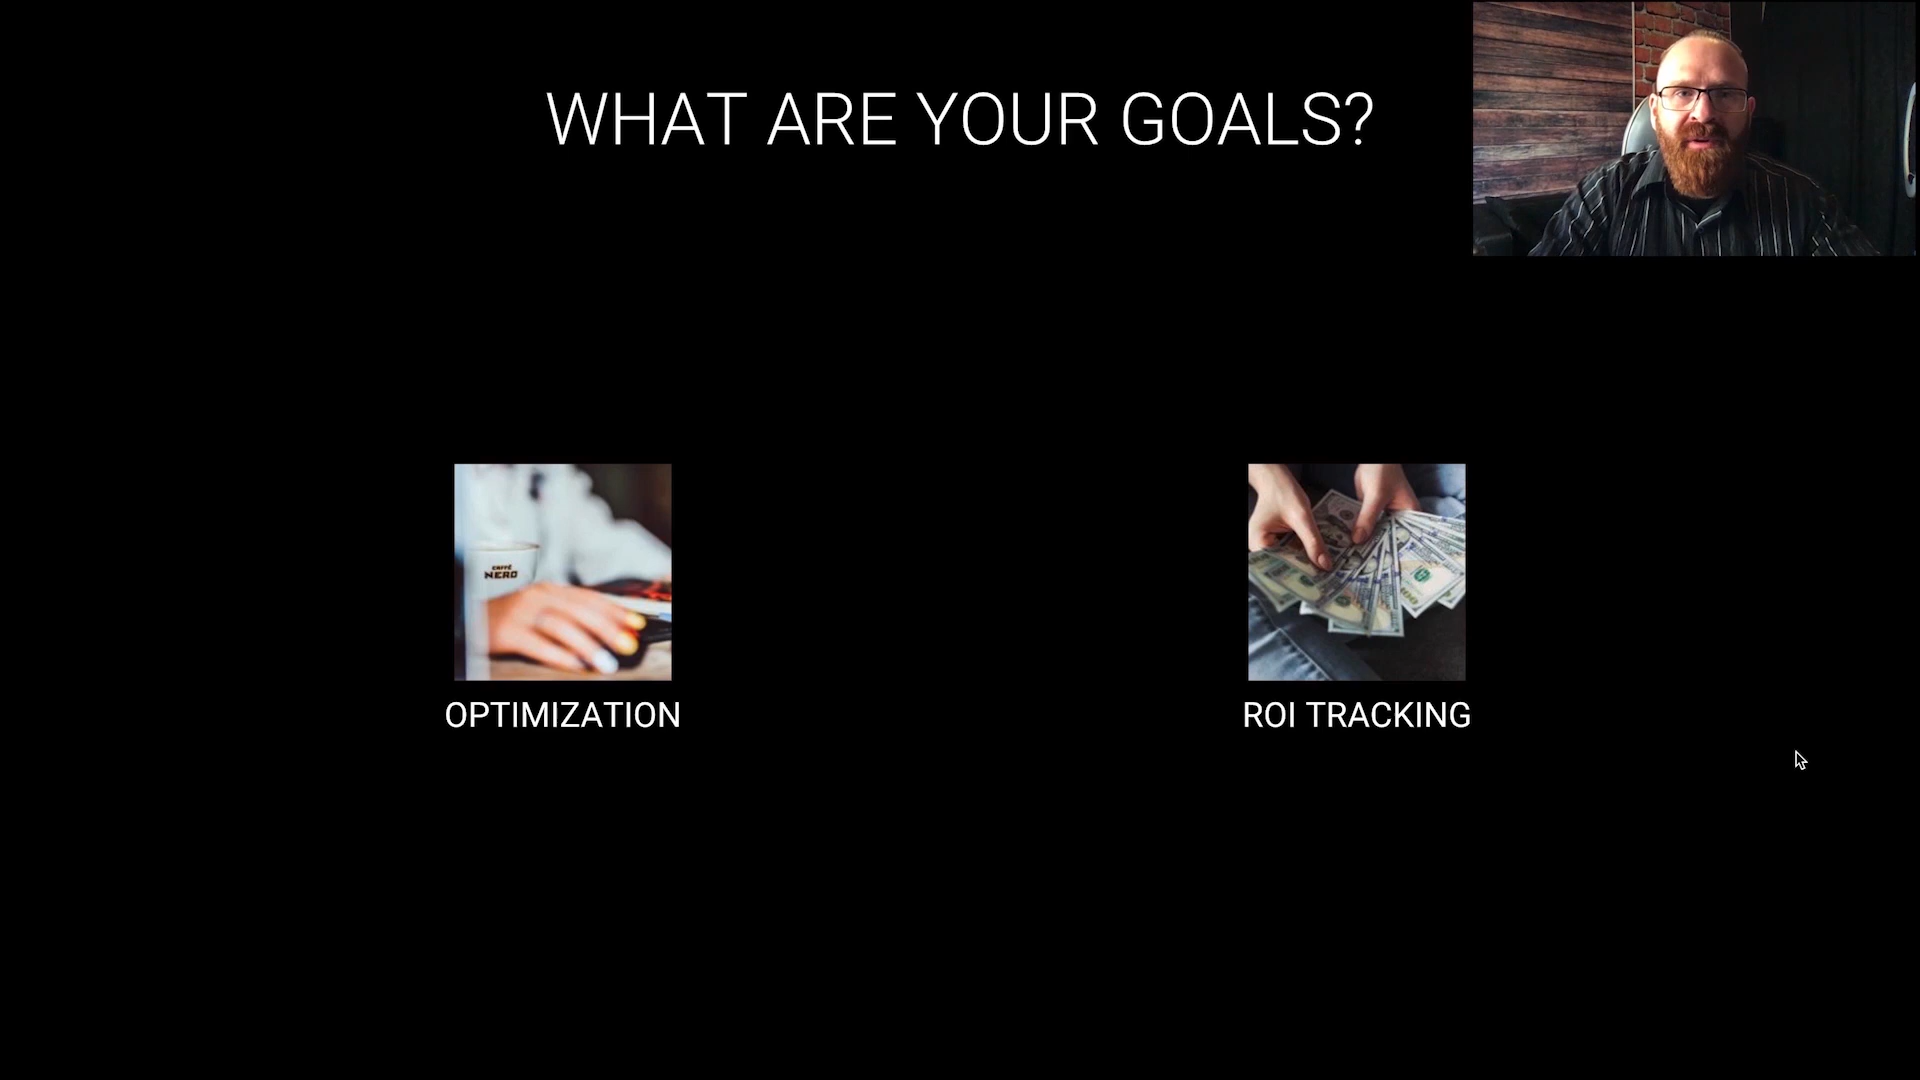 WHAT ARE YOUR GOALS?
CAFFÈ
NERO
OPTIMIZATION
ROI TRACKING